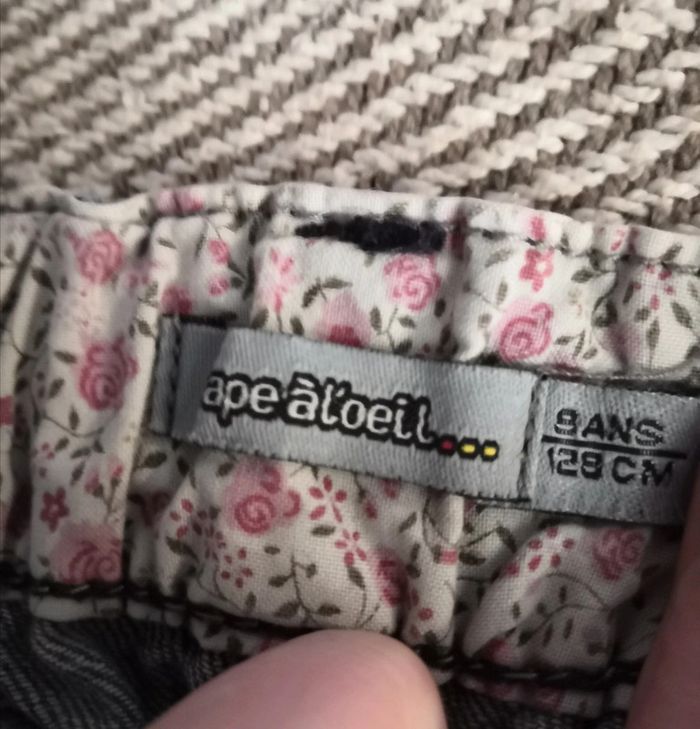 ape à l'oeil...
8 ANS
128 CM